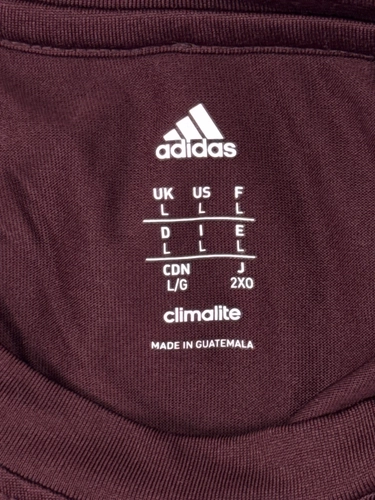 adidas
UK US F
L L L
D I E
L L L
CDN J
L/G 2XO
climalite
MADE IN GUATEMALA